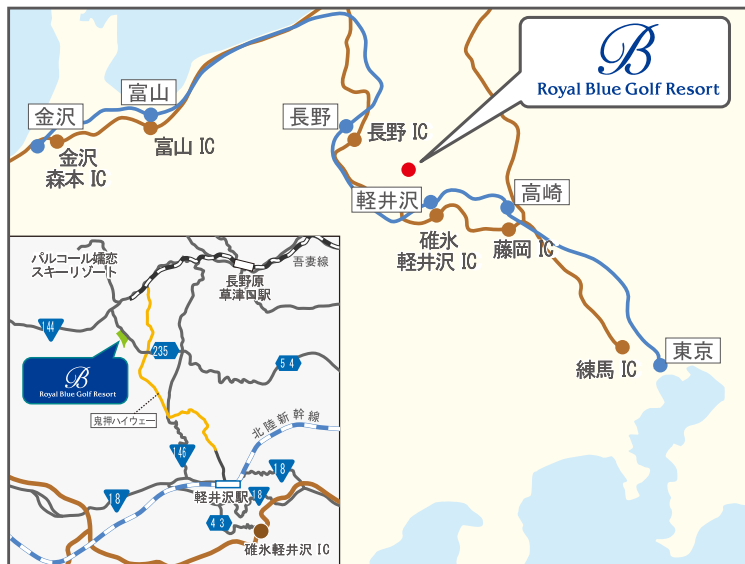 B
Royal Blue Golf Resort
金沢
富山
金沢
森本 IC
富山 IC
長野
長野 IC
軽井沢
高崎
碓氷
軽井沢 IC
藤岡 IC
東京
練馬 IC
パルコール嬬恋
スキーリゾート
吾妻線
長野原
草津口駅
144
235
54
B
Royal Blue Golf Resort
鬼押ハイウェー
北陸新幹線
146
18
18
軽井沢駅
18
43
碓氷軽井沢 IC